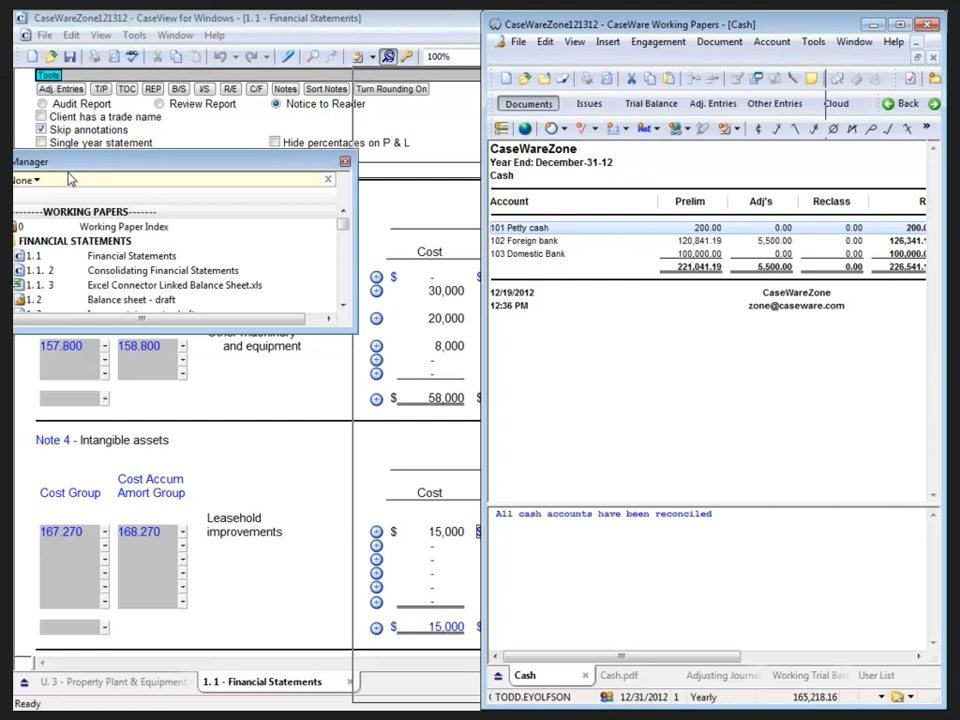 CaseWareZone121312 - CaseView for Windows - [1. 1 - Financial Statements]
File Edit View Tools Window Help
100%
Tools
Adj. Entries T/P TOC REP B/S I/S R/E C/F Notes Sort Notes Turn Rounding On
Audit Report Review Report Notice to Reader
Client has a trade name
Skip annotations
Single year statement Hide percentages on P & L
Manager
None
--------WORKING PAPERS-------
0 Working Paper Index
FINANCIAL STATEMENTS
1. 1 Financial Statements
1. 1. 2 Consolidating Financial Statements
1. 1. 3 Excel Connector Linked Balance Sheet.xls
1. 2 Balance sheet - draft
Cost
$ -
30,000
20,000
Other machinery
157.800 158.800 and equipment 8,000
-
-
$ 58,000
Note 4 - Intangible assets
Cost Group Cost Accum Amort Group Cost
Leasehold
167.270 168.270 improvements $ 15,000 $
-
-
-
-
-
$ 15,000 $
U. 3 - Property Plant & Equipment 1. 1 - Financial Statements
Ready
CaseWareZone121312 - CaseWare Working Papers - [Cash]
File Edit View Insert Engagement Document Account Tools Window Help
Documents Issues Trial Balance Adj. Entries Other Entries Cloud Back
CaseWareZone
Year End: December-31-12
Cash
Account Prelim Adj's Reclass R
101 Petty cash 200.00 0.00 0.00 200.0
102 Foreign bank 120,841.19 5,500.00 0.00 126,341.
103 Domestic Bank 100,000.00 0.00 0.00 100,000.
221,041.19 5,500.00 0.00 226,541.
12/19/2012 CaseWareZone
12:36 PM zone@caseware.com
All cash accounts have been reconciled
Cash Cash.pdf Adjusting Journal Working Trial Bala User List
TODD.EYOLFSON 12/31/2012 1 Yearly 165,218.16